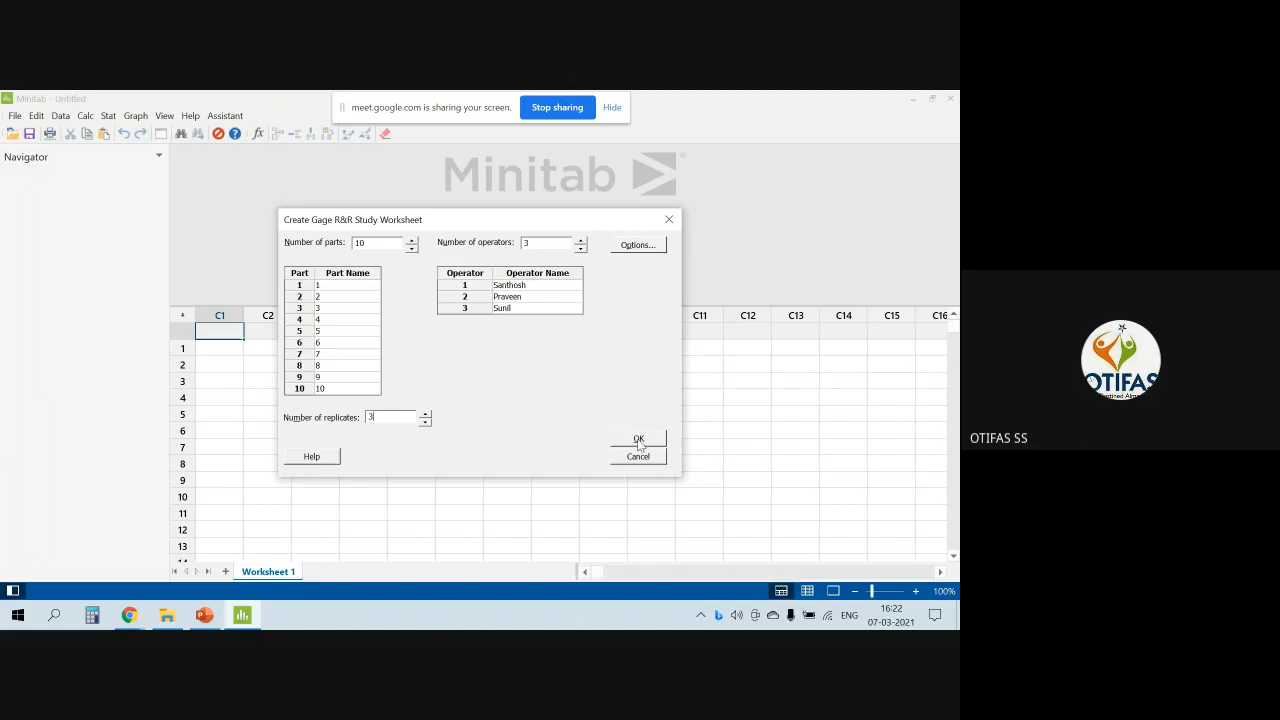 Minitab - Untitled
meet.google.com is sharing your screen. Stop sharing Hide
File Edit Data Calc Stat Graph View Help Assistant
Navigator
Minitab
Create Gage R&R Study Worksheet
Number of parts: 10 Number of operators: 3 Options...
Part Part Name Operator Operator Name
1 1 1 Santhosh
2 2 2 Praveen
3 3 3 Sunil
4 4
5 5
6 6
7 7
8 8
9 9
10 10
Number of replicates: 3
OK
Help Cancel
C1 C2 C11 C12 C13 C14 C15 C16
1
2
3
4
5
6
7
8
9
10
11
12
13
Worksheet 1
100%
ENG 16:22
07-03-2021
OTIFAS
OTIFAS SS